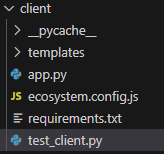 client
__pycache__
templates
app.py
JS ecosystem.config.js
requirements.txt
test_client.py